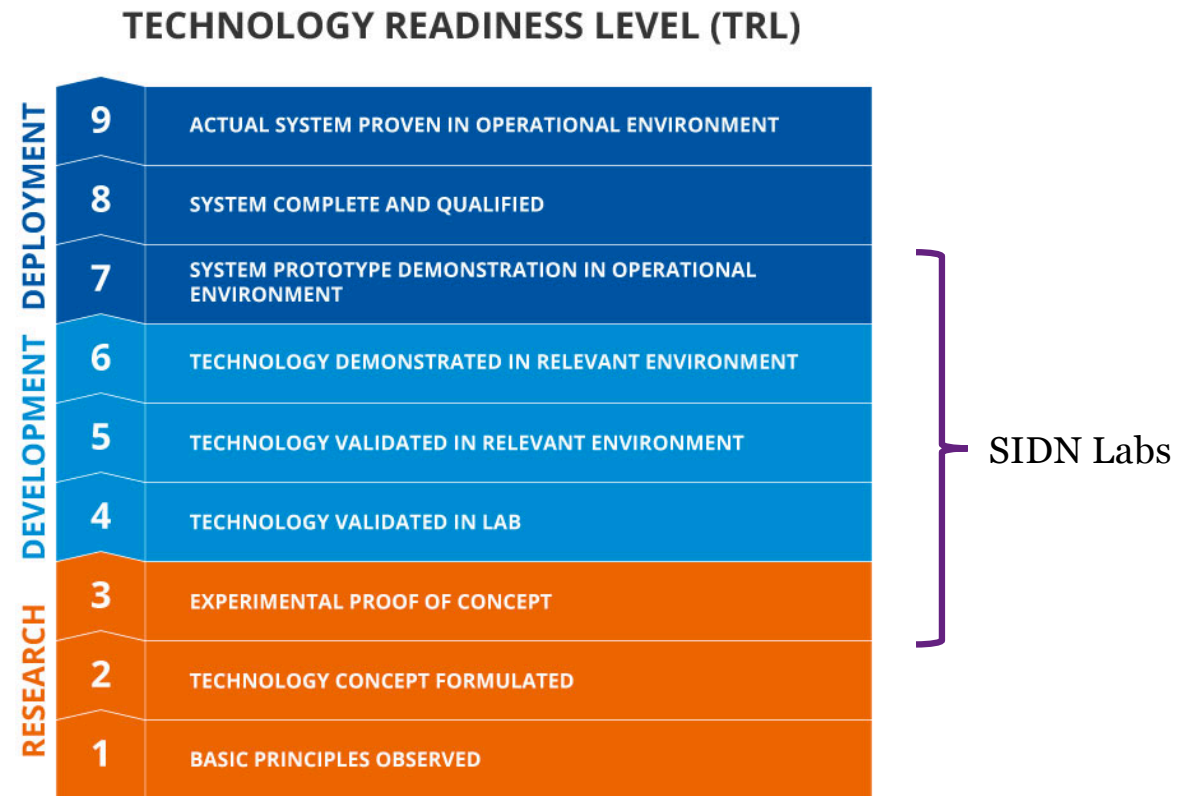 TECHNOLOGY READINESS LEVEL (TRL)
DEPLOYMENT
9
ACTUAL SYSTEM PROVEN IN OPERATIONAL ENVIRONMENT
8
SYSTEM COMPLETE AND QUALIFIED
7
SYSTEM PROTOTYPE DEMONSTRATION IN OPERATIONAL
ENVIRONMENT
DEVELOPMENT
6
TECHNOLOGY DEMONSTRATED IN RELEVANT ENVIRONMENT
5
TECHNOLOGY VALIDATED IN RELEVANT ENVIRONMENT
4
TECHNOLOGY VALIDATED IN LAB
RESEARCH
3
EXPERIMENTAL PROOF OF CONCEPT
2
TECHNOLOGY CONCEPT FORMULATED
1
BASIC PRINCIPLES OBSERVED
SIDN Labs